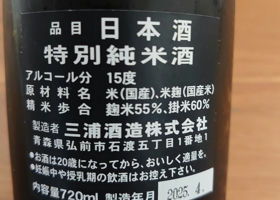 品目 日本酒
特別純米酒
アルコール分 15度
原材料名 米(国産)、米麹(国産米)
精米歩合 麹米55%、掛米60%
製造者 三浦酒造株式会社
青森県弘前市石渡五丁目1番地1
●お酒は20歳になってから、おいしく適量を。
●妊娠中や授乳期の飲酒はお控え下さい。
内容量720ml 製造年月 2025.4.